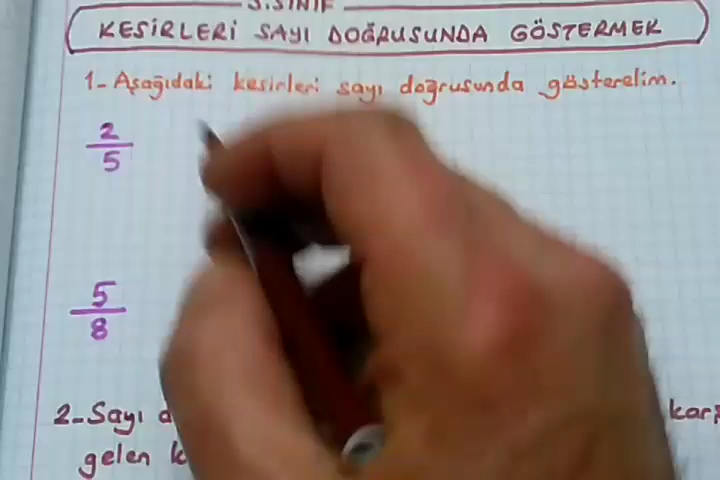 5.SINIF
KESİRLERİ SAYI DOĞRUSUNDA GÖSTERMEK
1- Aşağıdaki kesirleri sayı doğrusunda gösterelim.
2
5
5
8
2- Sayı
gelen